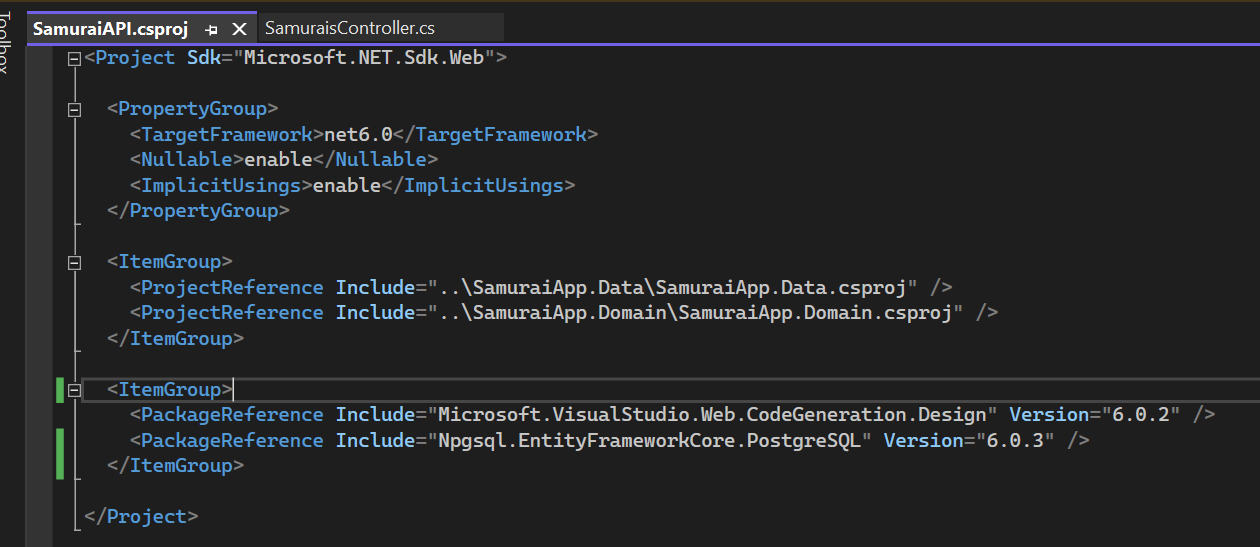 Toolbox
SamuraiAPI.csproj
SamuraisController.cs
<Project Sdk="Microsoft.NET.Sdk.Web">
<PropertyGroup>
<TargetFramework>net6.0</TargetFramework>
<Nullable>enable</Nullable>
<ImplicitUsings>enable</ImplicitUsings>
</PropertyGroup>
<ItemGroup>
<ProjectReference Include="..\SamuraiApp.Data\SamuraiApp.Data.csproj" />
<ProjectReference Include="..\SamuraiApp.Domain\SamuraiApp.Domain.csproj" />
</ItemGroup>
<ItemGroup>
<PackageReference Include="Microsoft.VisualStudio.Web.CodeGeneration.Design" Version="6.0.2" />
<PackageReference Include="Npgsql.EntityFrameworkCore.PostgreSQL" Version="6.0.3" />
</ItemGroup>
</Project>